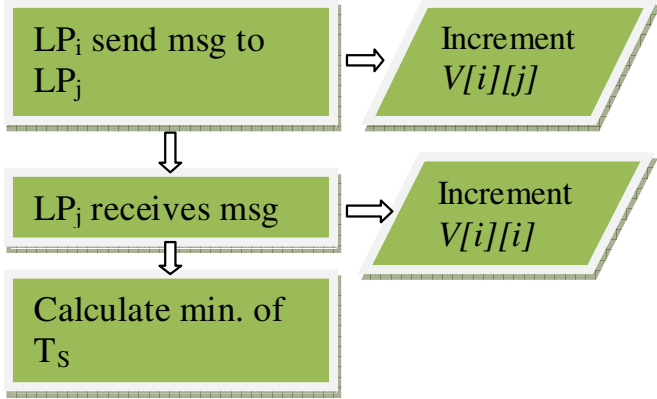 LPi send msg to
LPj
Increment
V[i][j]
LPj receives msg
Increment
V[i][i]
Calculate min. of
TS